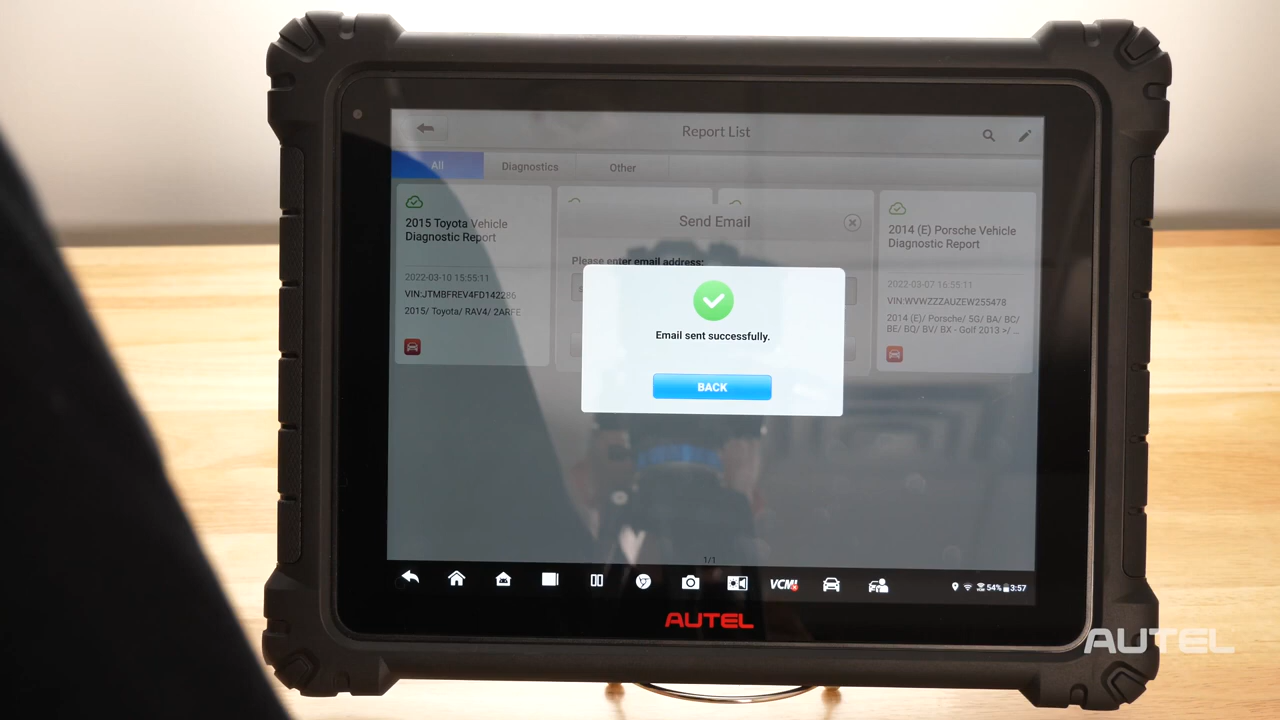 Report List
All
Diagnostics
Other
2015 Toyota Vehicle
Diagnostic Report
2022-03-10 15:55:11
VIN:JTMBFREV4FD142286
2015/ Toyota/ RAV4/ 2ARFE
Send Email
Please enter email address:
Email sent successfully.
BACK
2014 (E) Porsche Vehicle
Diagnostic Report
2022-03-07 16:55:11
VIN:WVWZZZAUZEW255478
2014 (E)/ Porsche/ 5G/ BA/ BC/
BE/ BQ/ BV/ BX - Golf 2013 >/ ...
1/1
VCMI
54%
3:57
AUTEL
AUTEL